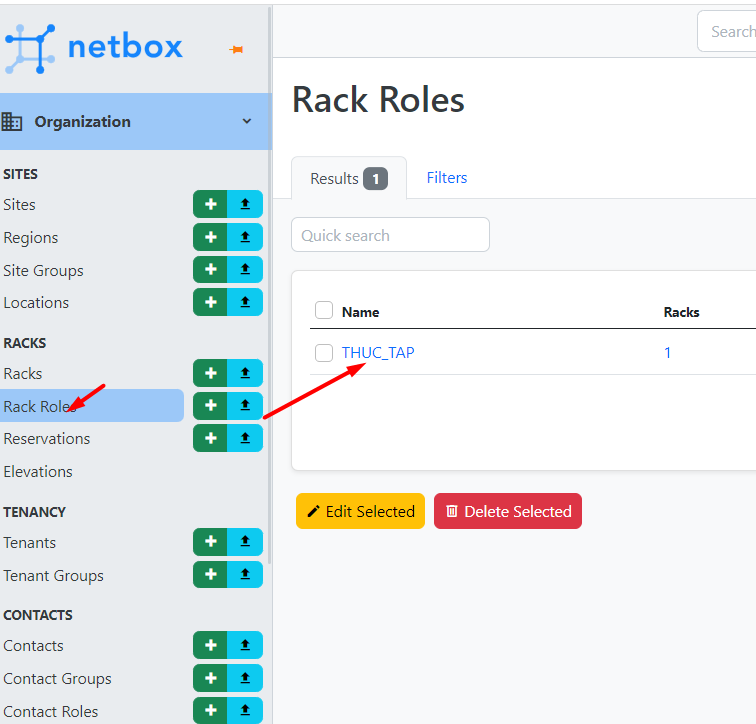 netbox
Search
Organization
SITES
Sites
Regions
Site Groups
Locations
RACKS
Racks
Rack Roles
Reservations
Elevations
TENANCY
Tenants
Tenant Groups
CONTACTS
Contacts
Contact Groups
Contact Roles
Rack Roles
Results 1
Filters
Quick search
Name Racks
THUC_TAP 1
Edit Selected Delete Selected